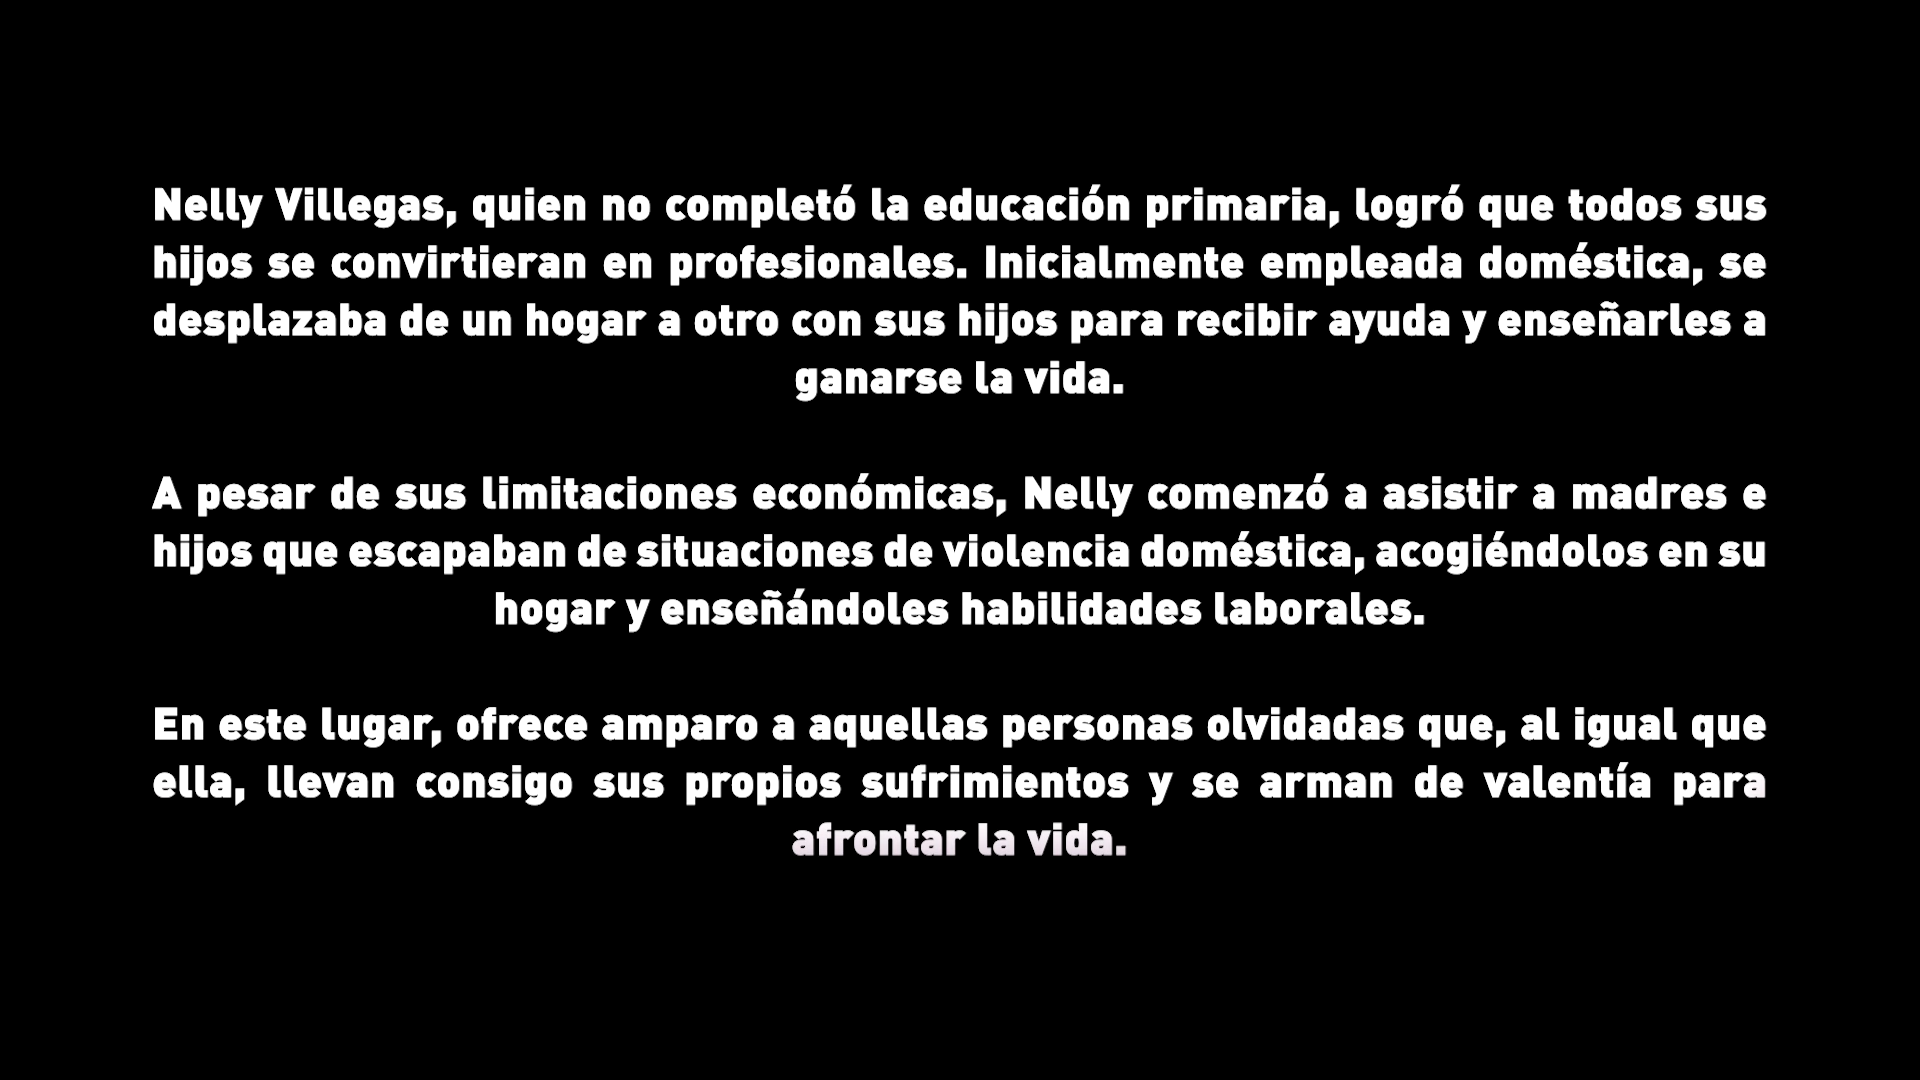 Nelly Villegas, quien no completó la educación primaria, logró que todos sus
hijos se convirtieran en profesionales. Inicialmente empleada doméstica, se
desplazaba de un hogar a otro con sus hijos para recibir ayuda y enseñarles a
ganarse la vida.
A pesar de sus limitaciones económicas, Nelly comenzó a asistir a madres e
hijos que escapaban de situaciones de violencia doméstica, acogiéndolos en su
hogar y enseñándoles habilidades laborales.
En este lugar, ofrece amparo a aquellas personas olvidadas que, al igual que
ella, llevan consigo sus propios sufrimientos y se arman de valentía para
afrontar la vida.